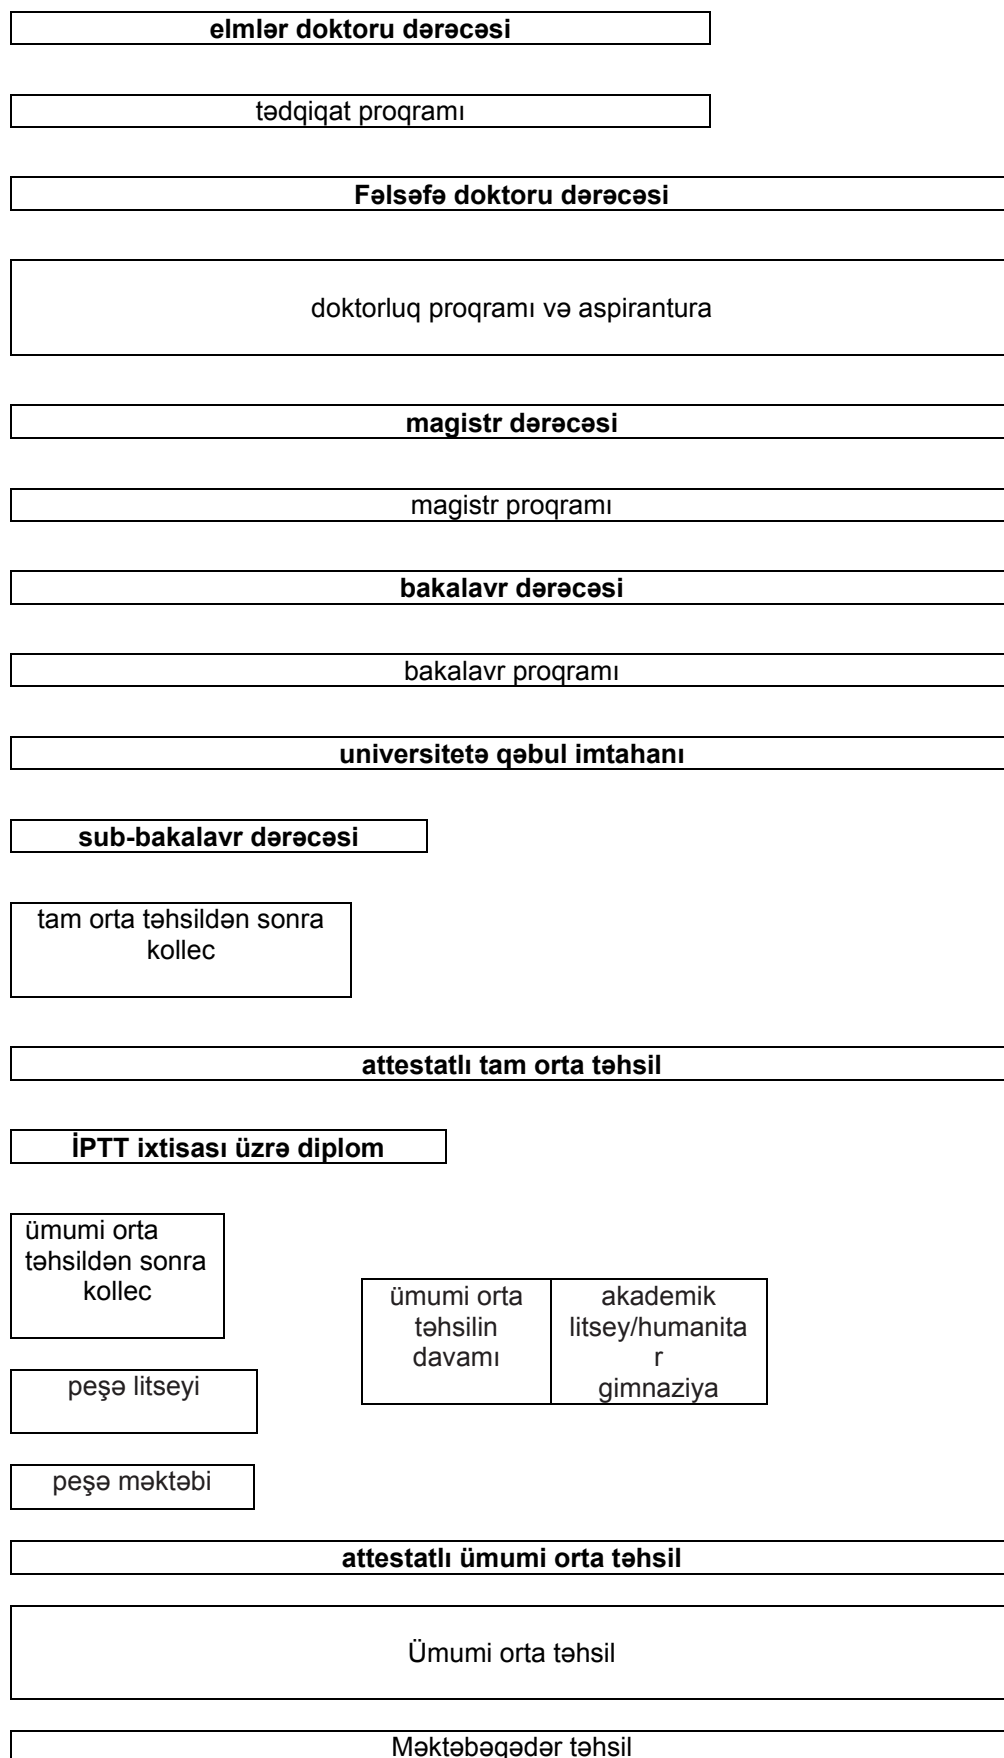 elmlər doktoru dərəcəsi
tədqiqat proqramı
Fəlsəfə doktoru dərəcəsi
doktorluq proqramı və aspirantura
magistr dərəcəsi
magistr proqramı
bakalavr dərəcəsi
bakalavr proqramı
universitetə qəbul imtahanı
sub-bakalavr dərəcəsi
tam orta təhsildən sonra
kollec
attestatlı tam orta təhsil
İPTT ixtisası üzrə diplom
ümumi orta
təhsildən sonra
kollec
ümumi orta
təhsilin
davamı
akademik
litsey/humanita
r
gimnaziya
peşə litseyi
peşə məktəbi
attestatlı ümumi orta təhsil
Ümumi orta təhsil
Məktəbəqədər təhsil